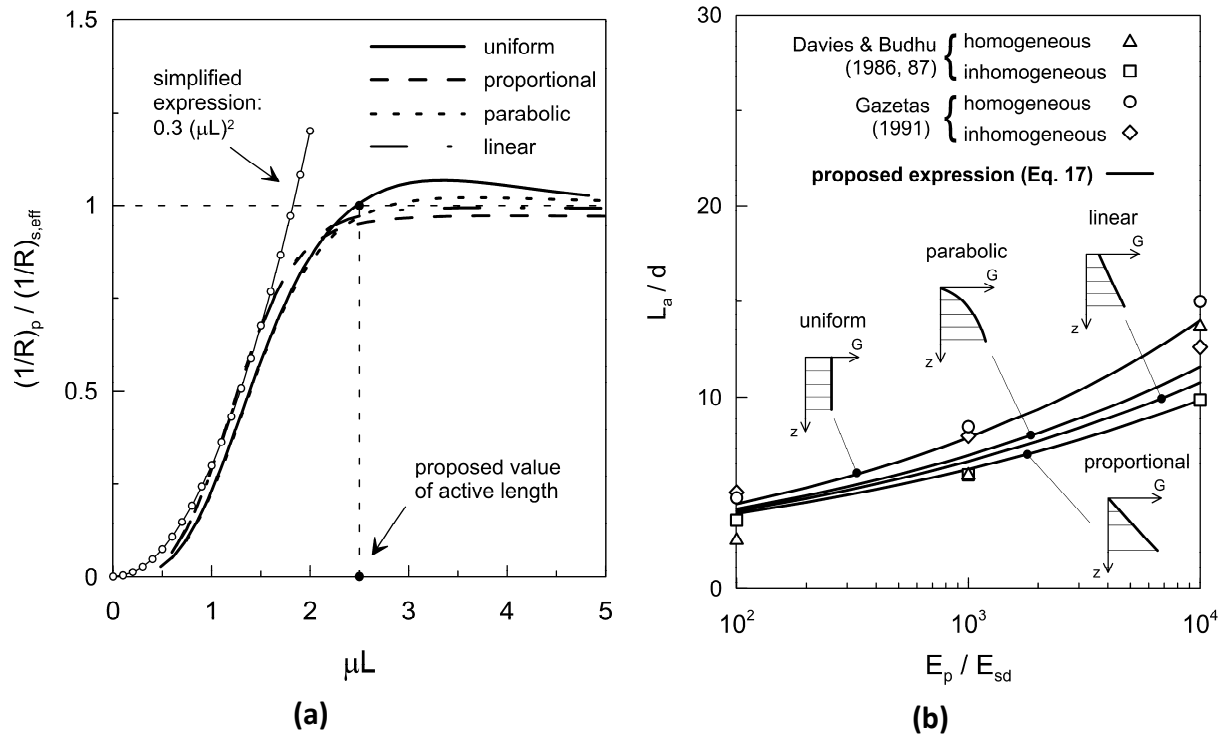 1.5
1
0.5
0
0
1
2
3
4
5
(1/R)p / (1/R)s,eff
μL
simplified
expression:
0.3 (μL)²
uniform
proportional
parabolic
linear
proposed value
of active length
(a)
30
20
10
0
10²
10³
10⁴
La / d
Ep / Esd
Davies & Budhu
(1986, 87)
{
homogeneous
inhomogeneous
Gazetas
(1991)
{
homogeneous
inhomogeneous
proposed expression (Eq. 17)
uniform
G
z
parabolic
G
z
linear
G
z
proportional
G
z
(b)